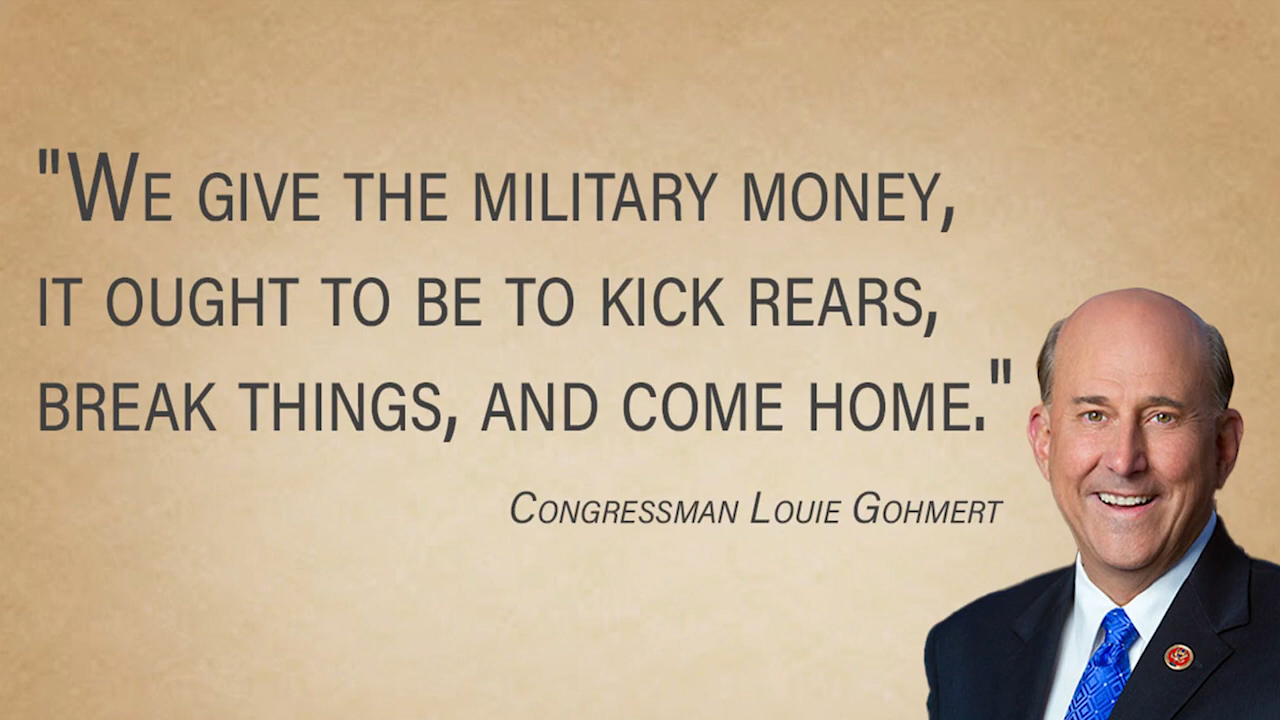 "We give the military money,
it ought to be to kick rears,
break things, and come home."
Congressman Louie Gohmert